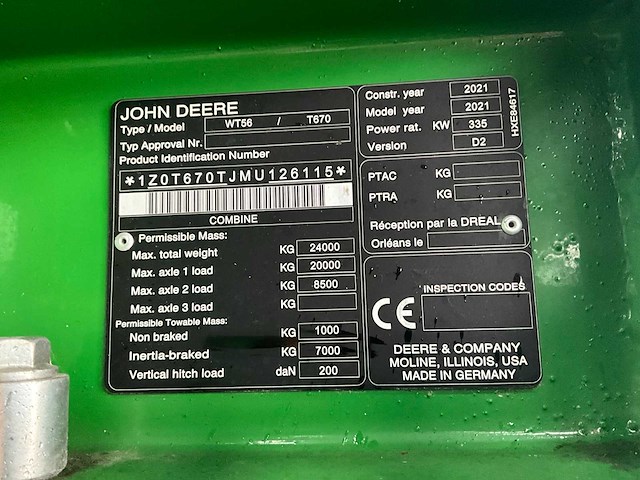 JOHN DEERE
Type / Model WT56 / T670
Typ Approval Nr.
Product Identification Number
*1Z0T670TJMU126115*
COMBINE
Permissible Mass:
Max. total weight KG 24000
Max. axle 1 load KG 20000
Max. axle 2 load KG 8500
Max. axle 3 load KG
Permissible Towable Mass:
Non braked KG 1000
Inertia-braked KG 7000
Vertical hitch load daN 200
Constr. year 2021
Model year 2021
Power rat. KW 335
Version D2
HXE84617
PTAC KG
PTRA KG
Réception par la DREAL
Orléans le
INSPECTION CODES
CE
DEERE & COMPANY
MOLINE, ILLINOIS, USA
MADE IN GERMANY